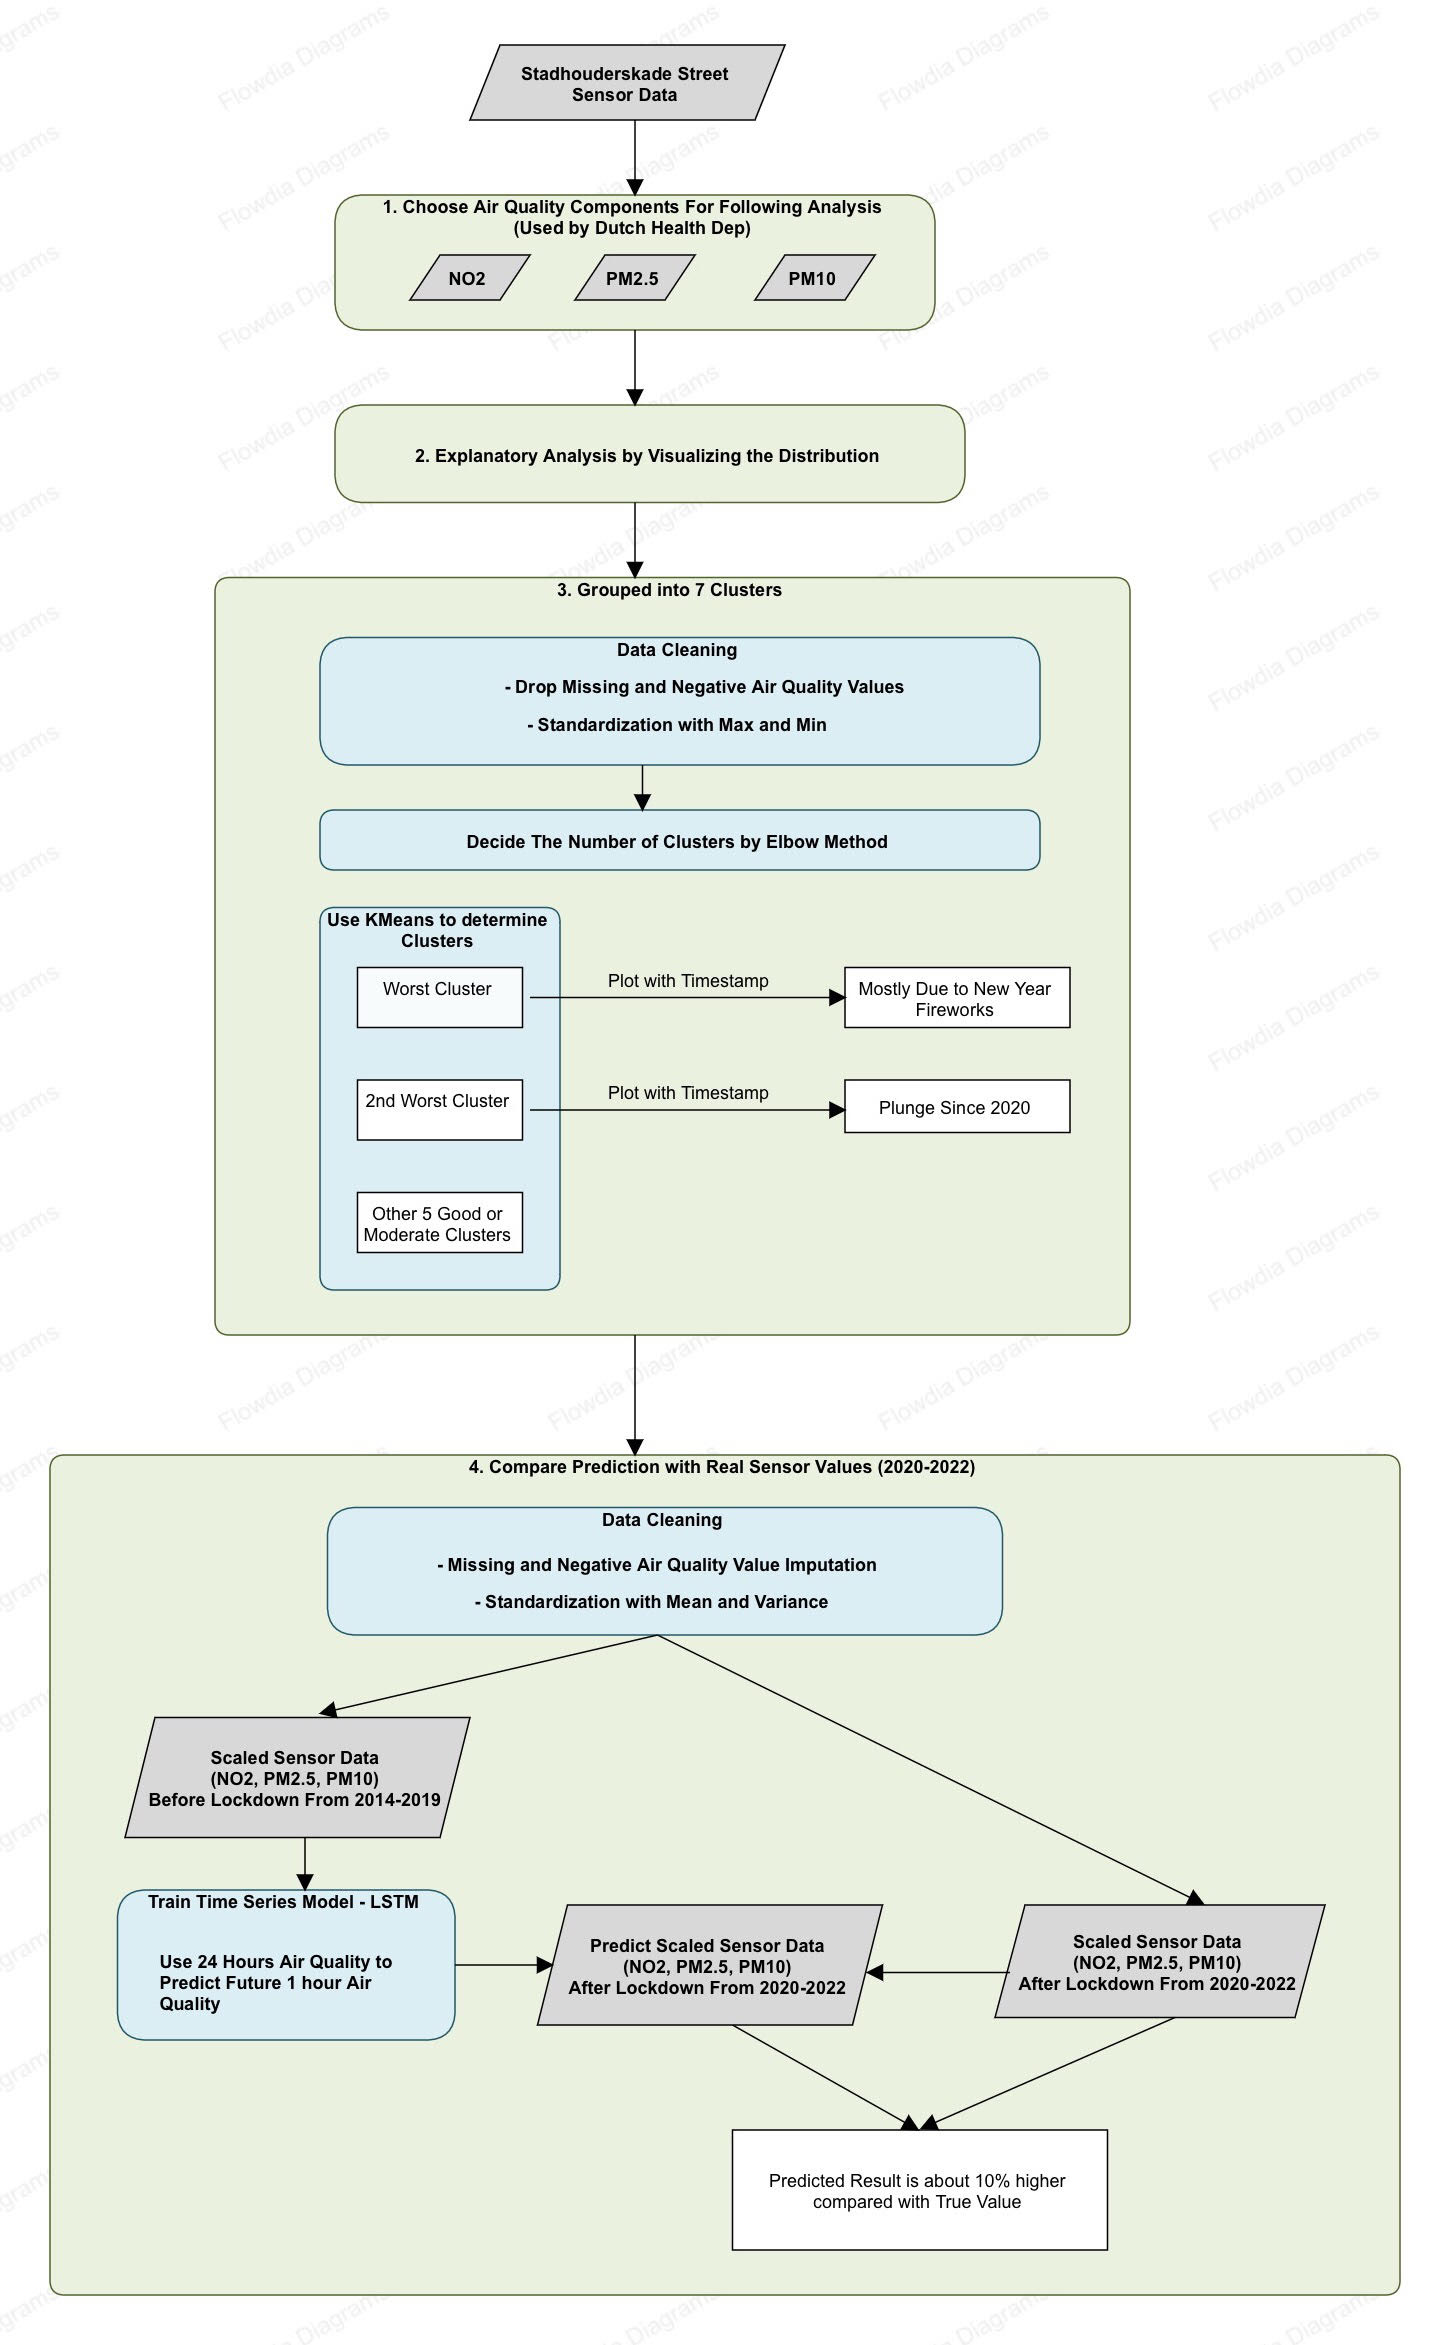 Stadhouderskade Street
Sensor Data
1. Choose Air Quality Components For Following Analysis
(Used by Dutch Health Dep)
NO2
PM2.5
PM10
2. Explanatory Analysis by Visualizing the Distribution
3. Grouped into 7 Clusters
Data Cleaning
- Drop Missing and Negative Air Quality Values
- Standardization with Max and Min
Decide The Number of Clusters by Elbow Method
Use KMeans to determine
Clusters
Worst Cluster
Plot with Timestamp
Mostly Due to New Year
Fireworks
2nd Worst Cluster
Plot with Timestamp
Plunge Since 2020
Other 5 Good or
Moderate Clusters
4. Compare Prediction with Real Sensor Values (2020-2022)
Data Cleaning
- Missing and Negative Air Quality Value Imputation
- Standardization with Mean and Variance
Scaled Sensor Data
(NO2, PM2.5, PM10)
Before Lockdown From 2014-2019
Train Time Series Model - LSTM
Use 24 Hours Air Quality to
Predict Future 1 hour Air
Quality
Predict Scaled Sensor Data
(NO2, PM2.5, PM10)
After Lockdown From 2020-2022
Scaled Sensor Data
(NO2, PM2.5, PM10)
After Lockdown From 2020-2022
Predicted Result is about 10% higher
compared with True Value
Flowdia Diagrams